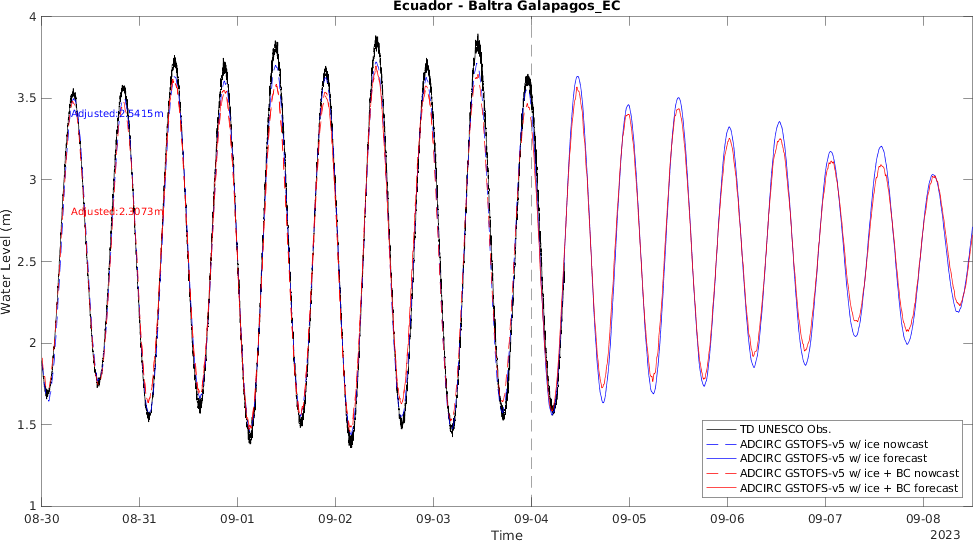 Ecuador - Baltra Galapagos_EC
4
3.5
3
2.5
2
1.5
1
Water Level (m)
Adjusted:2.5415m
Adjusted:2.3073m
TD UNESCO Obs.
ADCIRC GSTOFS-v5 w/ ice nowcast
ADCIRC GSTOFS-v5 w/ ice forecast
ADCIRC GSTOFS-v5 w/ ice + BC nowcast
ADCIRC GSTOFS-v5 w/ ice + BC forecast
08-30 08-31 09-01 09-02 09-03 09-04 09-05 09-06 09-07 09-08
Time
2023